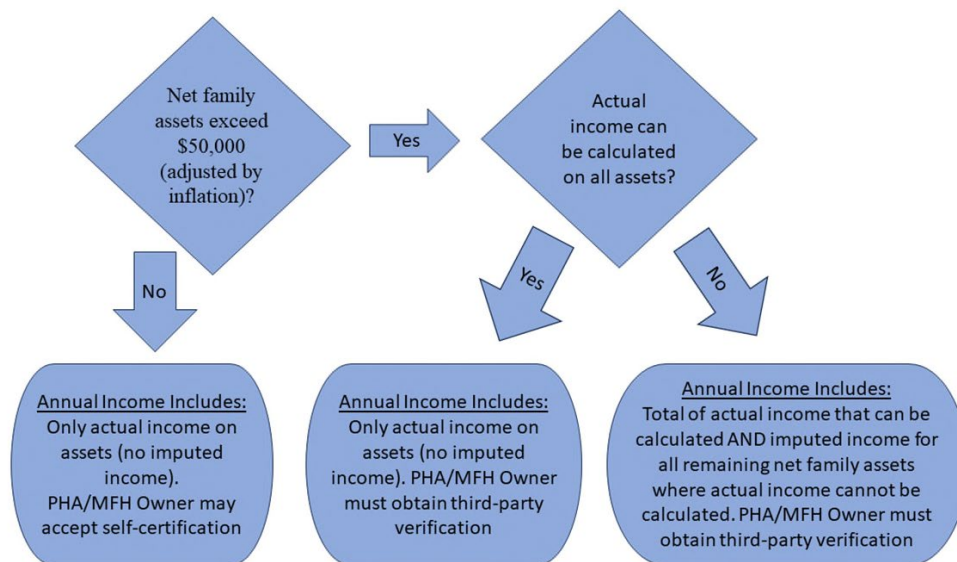 Net family
assets exceed
$50,000
(adjusted by
inflation)?
Yes
Actual
income can
be calculated
on all assets?
No
Yes
No
Annual Income Includes:
Only actual income on
assets (no imputed
income).
PHA/MFH Owner may
accept self-certification
Annual Income Includes:
Only actual income on
assets (no imputed
income). PHA/MFH Owner
must obtain third-party
verification
Annual Income Includes:
Total of actual income that can be
calculated AND imputed income for
all remaining net family assets
where actual income cannot be
calculated. PHA/MFH Owner must
obtain third-party verification